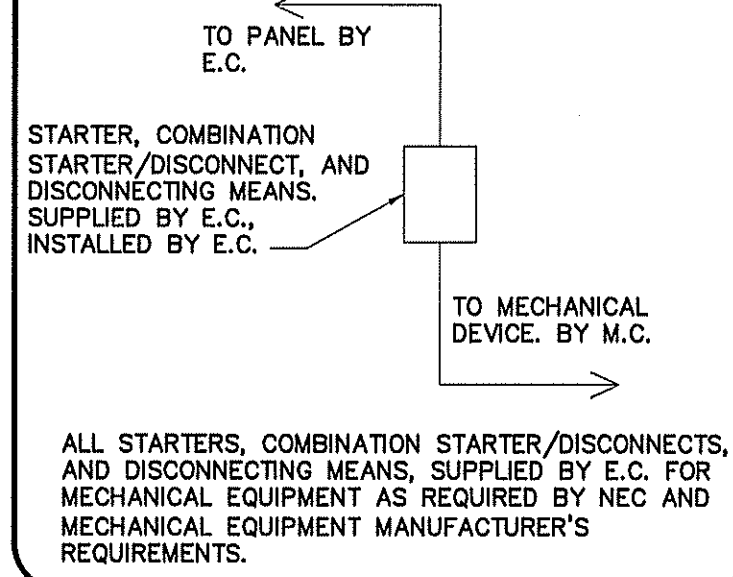 TO PANEL BY
E.C.
STARTER, COMBINATION
STARTER/DISCONNECT, AND
DISCONNECTING MEANS.
SUPPLIED BY E.C.,
INSTALLED BY E.C.
TO MECHANICAL
DEVICE. BY M.C.
ALL STARTERS, COMBINATION STARTER/DISCONNECTS,
AND DISCONNECTING MEANS, SUPPLIED BY E.C. FOR
MECHANICAL EQUIPMENT AS REQUIRED BY NEC AND
MECHANICAL EQUIPMENT MANUFACTURER'S
REQUIREMENTS.